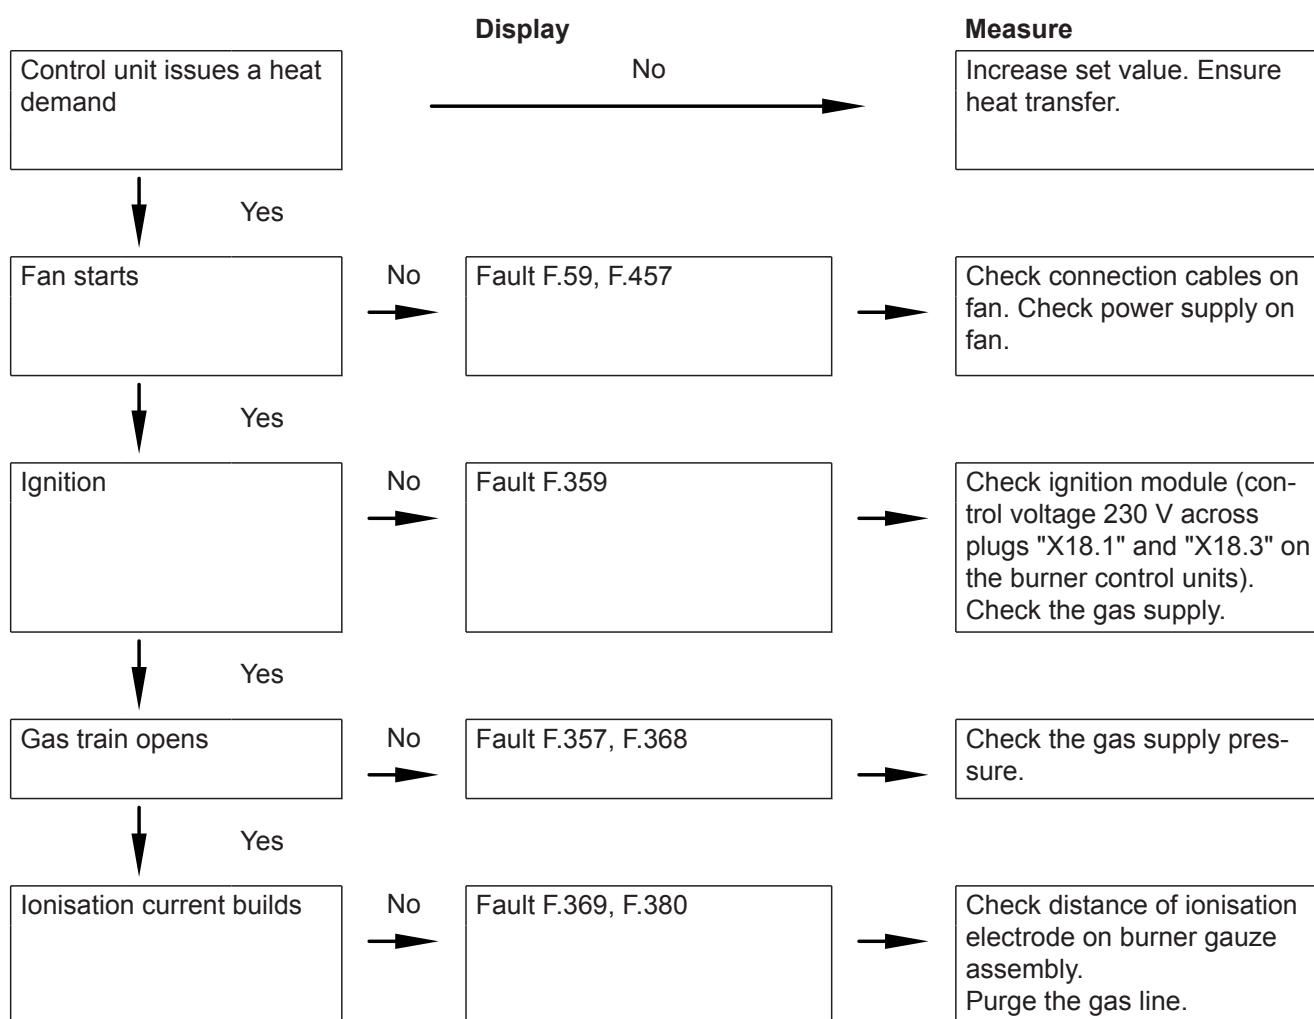 Display
Measure
Control unit issues a heat
demand
No
Increase set value. Ensure
heat transfer.
Yes
Fan starts
No
Fault F.59, F.457
Check connection cables on
fan. Check power supply on
fan.
Yes
Ignition
No
Fault F.359
Check ignition module (con-
trol voltage 230 V across
plugs "X18.1" and "X18.3" on
the burner control units).
Check the gas supply.
Yes
Gas train opens
No
Fault F.357, F.368
Check the gas supply pres-
sure.
Yes
Ionisation current builds
No
Fault F.369, F.380
Check distance of ionisation
electrode on burner gauze
assembly.
Purge the gas line.